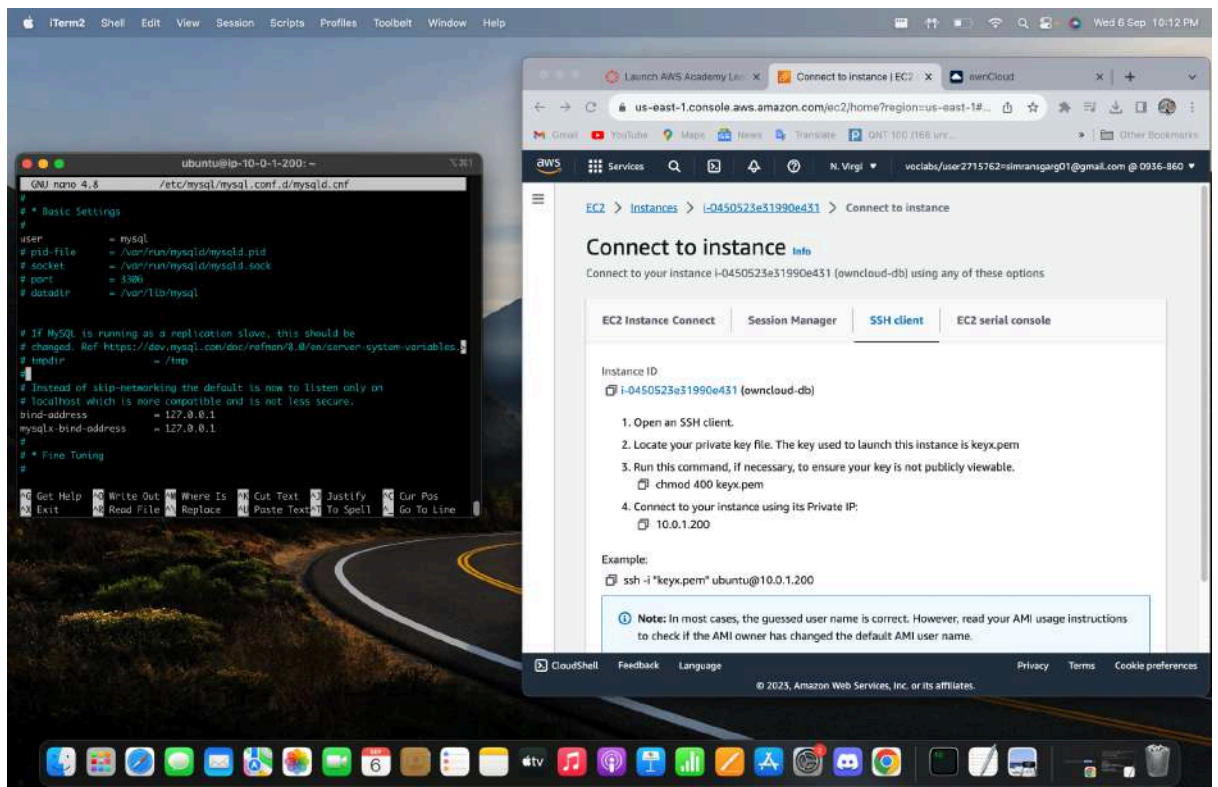 iTerm2 Shell Edit View Session Scripts Profiles Toolbelt Window Help
Wed 6 Sep 10:12 PM
ubuntu@ip-10-0-1-200: ~
GNU nano 4.8 /etc/mysql/mysql.conf.d/mysqld.cnf
#
# * Basic Settings
#
user = mysql
# pid-file = /var/run/mysqld/mysqld.pid
# socket = /var/run/mysqld/mysqld.sock
# port = 3306
# datadir = /var/lib/mysql
# If MySQL is running as a replication slave, this should be
# changed. Ref https://dev.mysql.com/doc/refman/8.0/en/server-system-variables.>
# tmpdir = /tmp
#
# Instead of skip-networking the default is now to listen only on
# localhost which is more compatible and is not less secure.
bind-address = 127.0.0.1
mysqlx-bind-address = 127.0.0.1
#
# * Fine Tuning
#
^G Get Help ^O Write Out ^W Where Is ^K Cut Text ^J Justify ^C Cur Pos
^X Exit ^R Read File ^\ Replace ^U Paste Text ^T To Spell ^_ Go To Line
Launch AWS Academy Lea Connect to instance | EC2 ownCloud
us-east-1.console.aws.amazon.com/ec2/home?region=us-east-1#...
Gmail YouTube Maps News Translate QNT 100 /166 Other Bookmarks
aws Services N. Virgi voclabs/user2715762=simransgarg01@gmail.com @ 0936-860
EC2 > Instances > i-0450523e31990e431 > Connect to instance
Connect to instance Info
Connect to your instance i-0450523e31990e431 (owncloud-db) using any of these options
EC2 Instance Connect Session Manager SSH client EC2 serial console
Instance ID
i-0450523e31990e431 (owncloud-db)
1. Open an SSH client.
2. Locate your private key file. The key used to launch this instance is keyx.pem
3. Run this command, if necessary, to ensure your key is not publicly viewable.
chmod 400 keyx.pem
4. Connect to your instance using its Private IP:
10.0.1.200
Example:
ssh -i "keyx.pem" ubuntu@10.0.1.200
Note: In most cases, the guessed user name is correct. However, read your AMI usage instructions
to check if the AMI owner has changed the default AMI user name.
CloudShell Feedback Language Privacy Terms Cookie preferences
© 2023, Amazon Web Services, Inc. or its affiliates.
SEP
6
tv